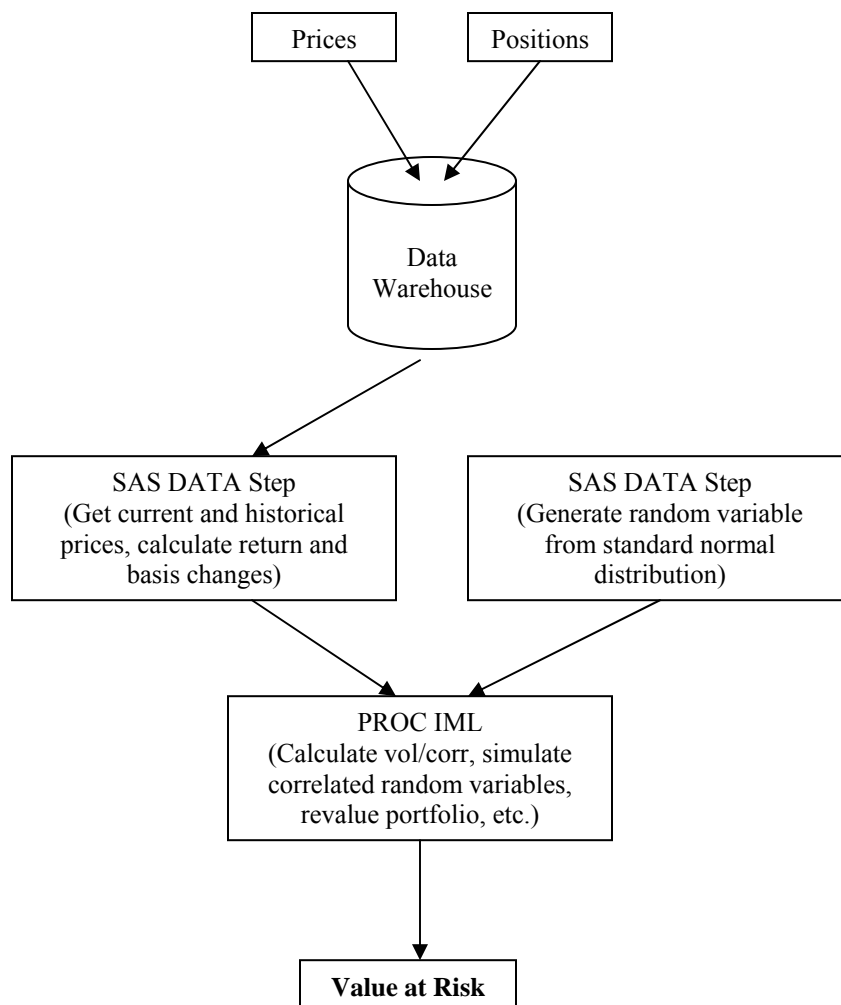 Prices
Positions
Data
Warehouse
SAS DATA Step
(Get current and historical
prices, calculate return and
basis changes)
SAS DATA Step
(Generate random variable
from standard normal
distribution)
PROC IML
(Calculate vol/corr, simulate
correlated random variables,
revalue portfolio, etc.)
Value at Risk